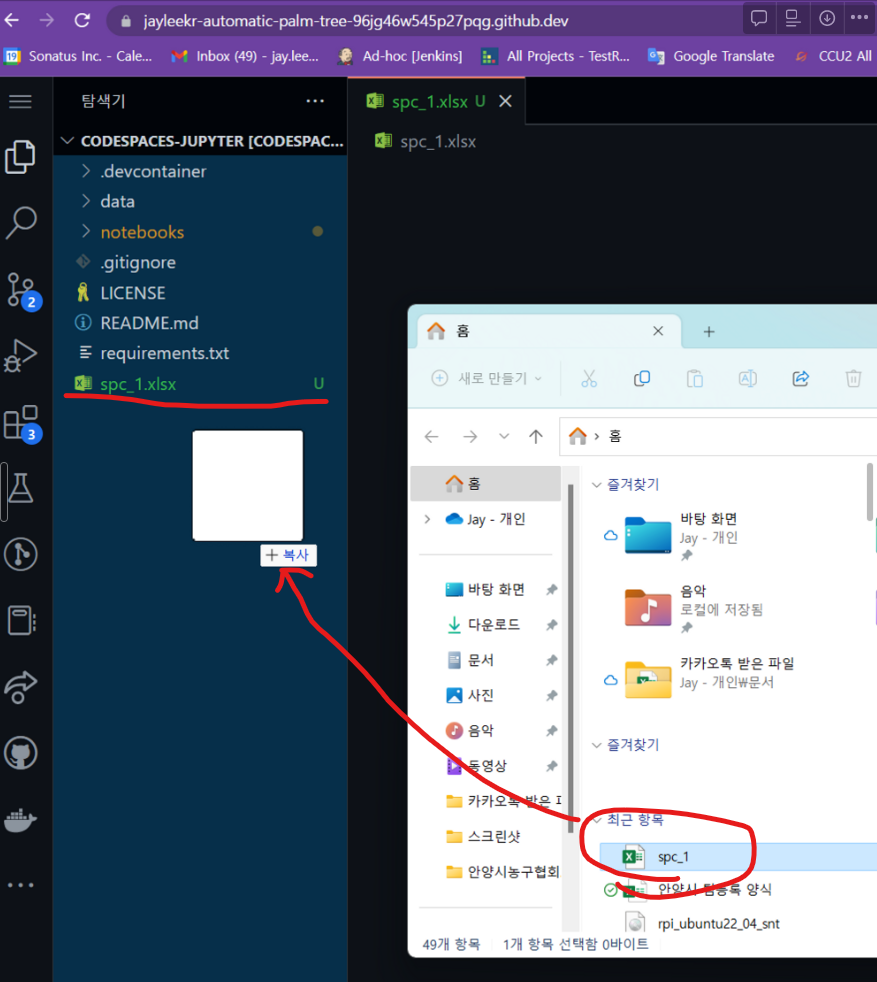 jayleekr-automatic-palm-tree-96jg46w545p27pqg.github.dev
19 Sonatus Inc. - Cale... Inbox (49) - jay.lee... Ad-hoc [Jenkins] All Projects - TestR... Google Translate CCU2 All
탐색기
spc_1.xlsx U
CODESPACES-JUPYTER [CODESPAC...
spc_1.xlsx
.devcontainer
data
notebooks
.gitignore
LICENSE
README.md
requirements.txt
spc_1.xlsx U
2
3
+ 복사
홈
새로 만들기
홈
홈
Jay - 개인
바탕 화면
다운로드
문서
사진
음악
동영상
카카오톡 받은
스크린샷
안양시농구협회
즐겨찾기
바탕 화면
Jay - 개인
음악
로컬에 저장됨
카카오톡 받은 파일
Jay - 개인₩문서
즐겨찾기
최근 항목
spc_1
안양시 팀등록 양식
rpi_ubuntu22_04_snt
49개 항목 1개 항목 선택함 0바이트